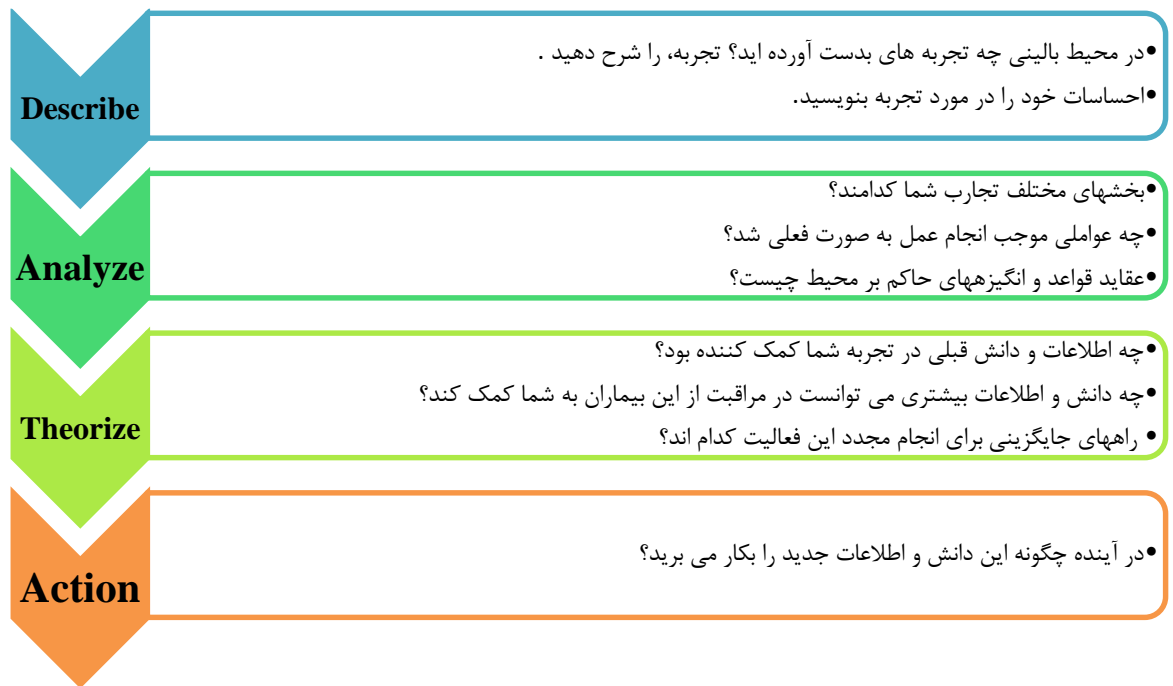 Describe
•در محیط بالینی چه تجربه های بدست آورده اید؟ تجربه، را شرح دهید .
•احساسات خود را در مورد تجربه بنویسید.
Analyze
•بخشهای مختلف تجارب شما کدامند؟
•چه عواملی موجب انجام عمل به صورت فعلی شد؟
•عقاید قواعد و انگیزههای حاکم بر محیط چیست؟
Theorize
•چه اطلاعات و دانش قبلی در تجربه شما کمک کننده بود؟
•چه دانش و اطلاعات بیشتری می توانست در مراقبت از این بیماران به شما کمک کند؟
• راههای جایگزینی برای انجام مجدد این فعالیت کدام اند؟
Action
•در آینده چگونه این دانش و اطلاعات جدید را بکار می برید؟